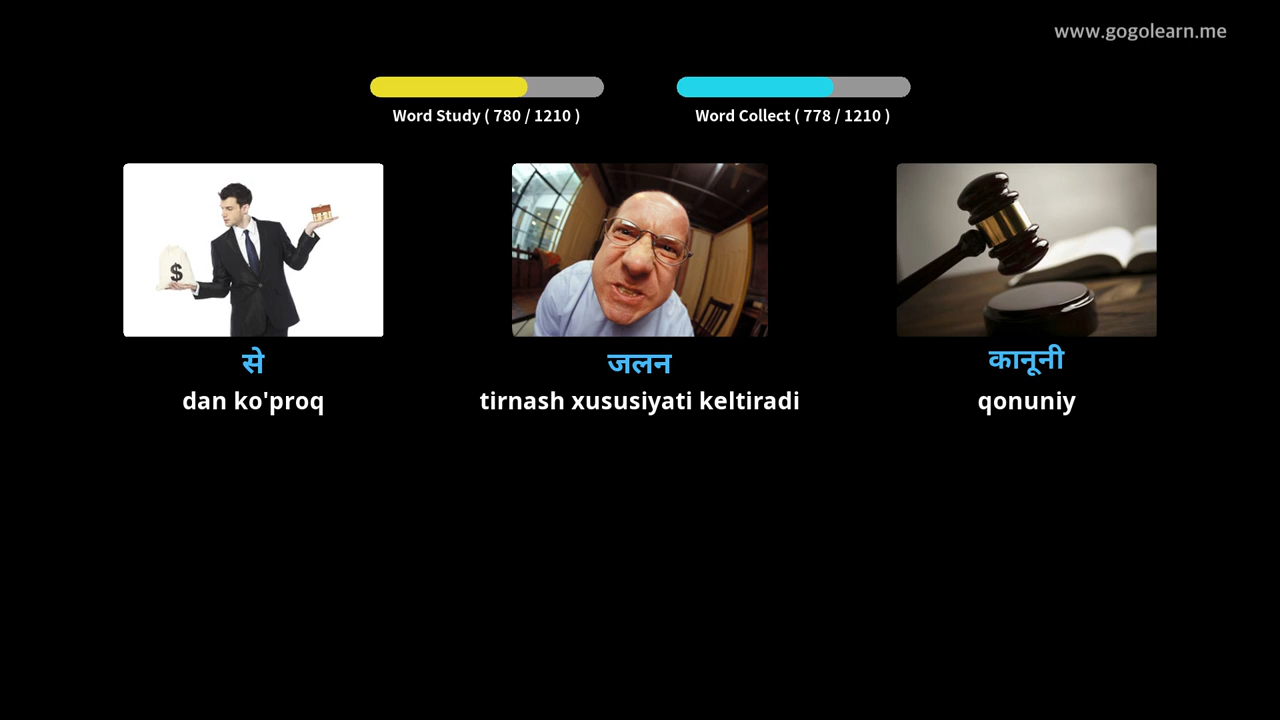 www.gogolearn.me
Word Study ( 780 / 1210 )
Word Collect ( 778 / 1210 )
$
से
जलन
कानूनी
dan ko'proq
tirnash xususiyati keltiradi
qonuniy